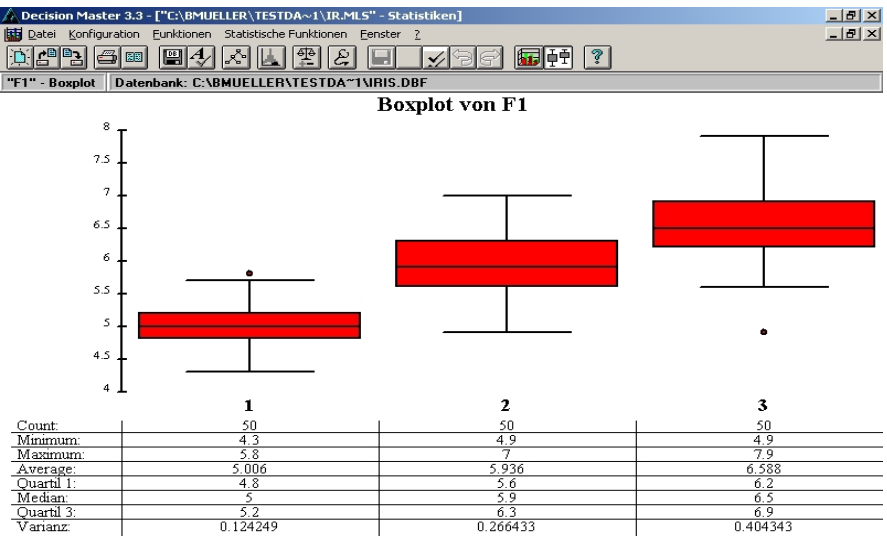 Decision Master 3.3 - ["C:\BMUELLER\TESTDA~1\IR.MLS" - Statistiken]
Datei Konfiguration Funktionen Statistische Funktionen Fenster ?
"F1" - Boxplot Datenbank: C:\BMUELLER\TESTDA~1\IRIS.DBF
Boxplot von F1
8
7.5
7
6.5
6
5.5
5
4.5
4
1 2 3
Count: 50 50 50
Minimum: 4.3 4.9 4.9
Maximum: 5.8 7 7.9
Average: 5.006 5.936 6.588
Quartil 1: 4.8 5.6 6.2
Median: 5 5.9 6.5
Quartil 3: 5.2 6.3 6.9
Varianz: 0.124249 0.266433 0.404343